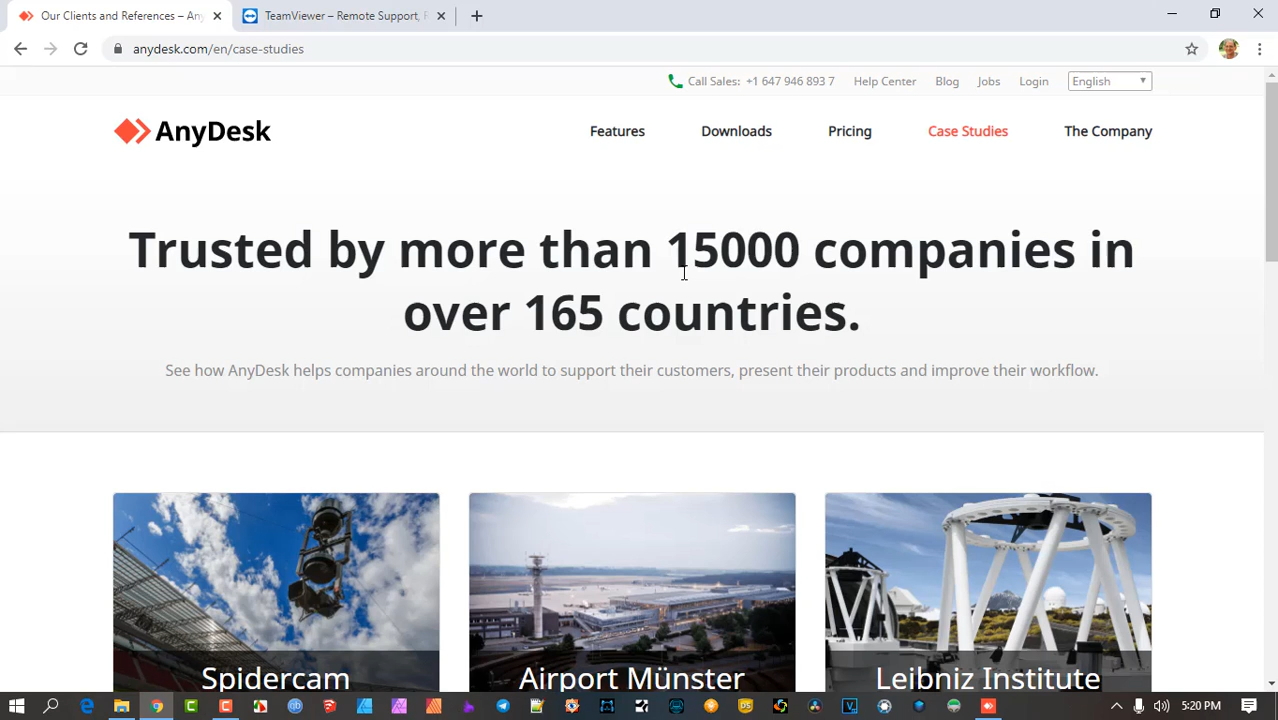 Our Clients and References – Any
TeamViewer – Remote Support, R
anydesk.com/en/case-studies
Call Sales: +1 647 946 893 7 Help Center Blog Jobs Login English
AnyDesk Features Downloads Pricing Case Studies The Company
Trusted by more than 15000 companies in
over 165 countries.
See how AnyDesk helps companies around the world to support their customers, present their products and improve their workflow.
Spidercam Airport Münster Leibniz Institute
5:20 PM